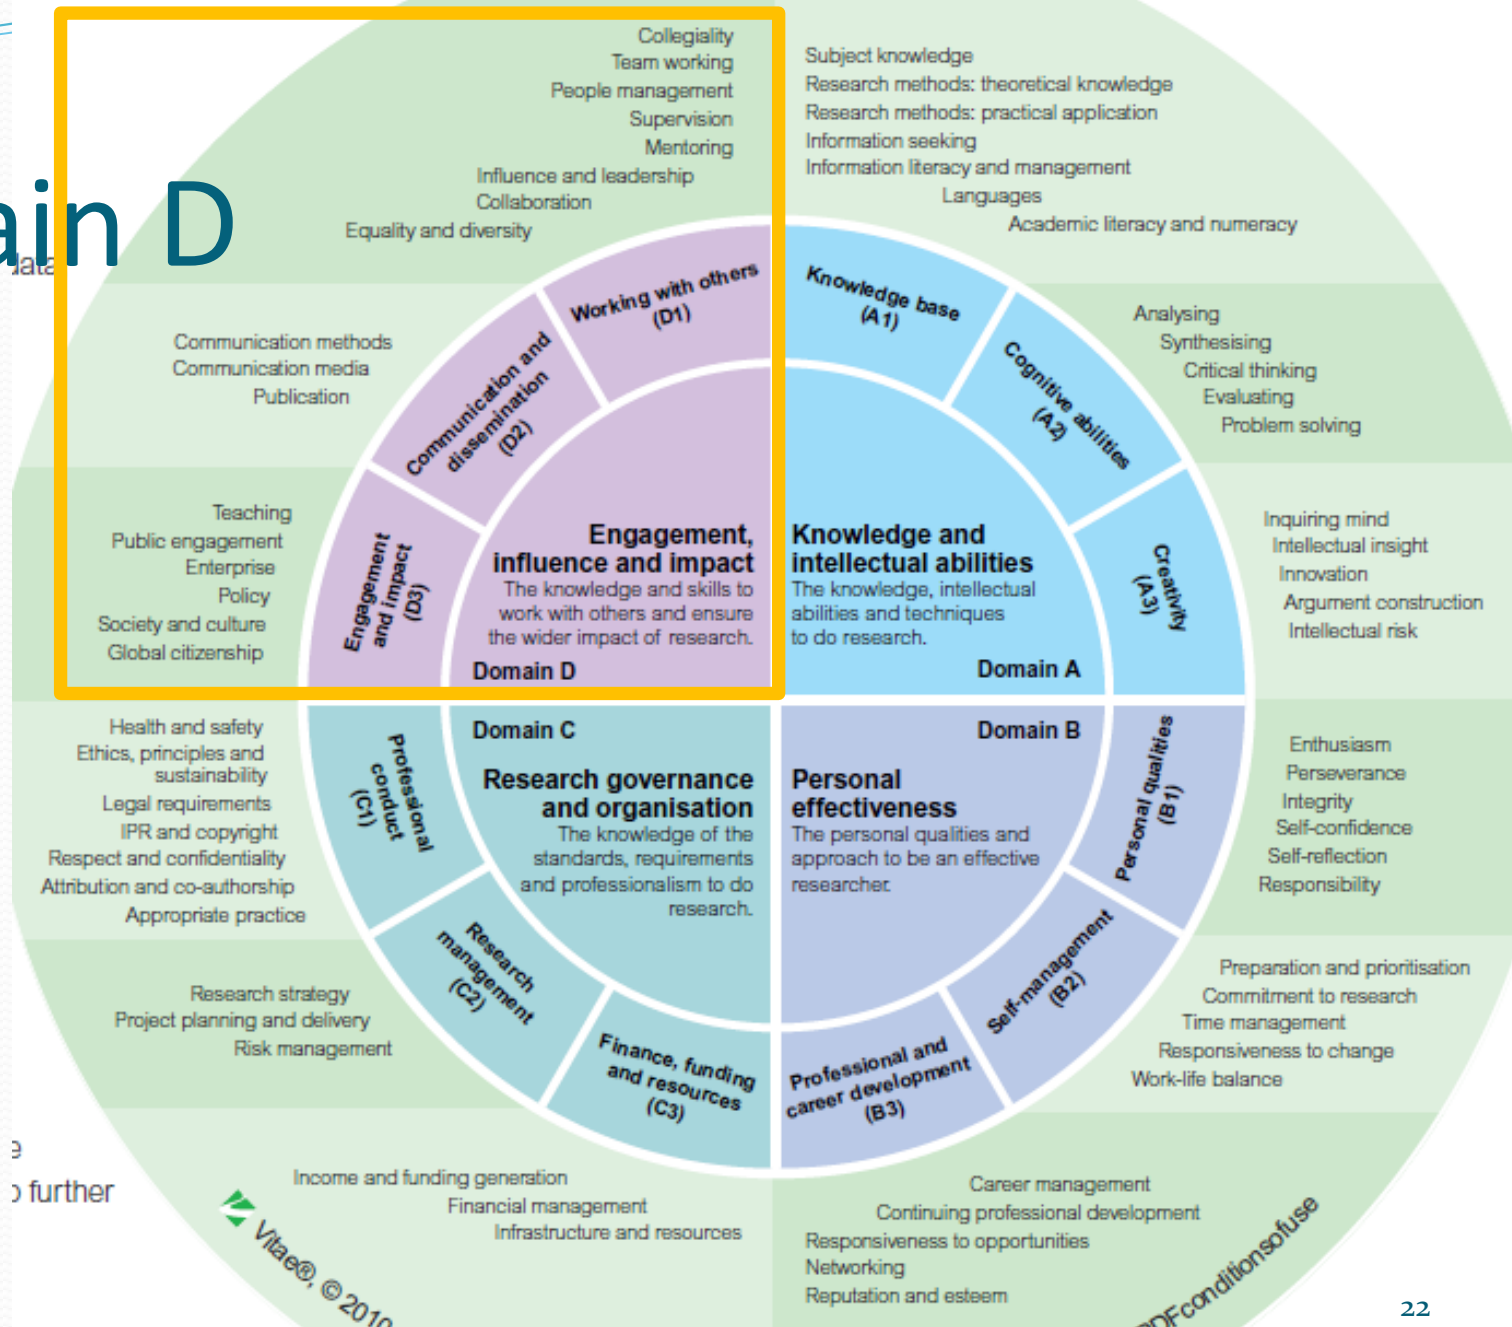 ain D
data
Collegiality
Team working
People management
Supervision
Mentoring
Influence and leadership
Collaboration
Equality and diversity
Communication methods
Communication media
Publication
Teaching
Public engagement
Enterprise
Policy
Society and culture
Global citizenship
Working with others
(D1)
Communication and
dissemination
(D2)
Engagement
and impact
(D3)
Engagement,
influence and impact
The knowledge and skills to
work with others and ensure
the wider impact of research.
Domain D
Subject knowledge
Research methods: theoretical knowledge
Research methods: practical application
Information seeking
Information literacy and management
Languages
Academic literacy and numeracy
Analysing
Synthesising
Critical thinking
Evaluating
Problem solving
Inquiring mind
Intellectual insight
Innovation
Argument construction
Intellectual risk
Knowledge base
(A1)
Cognitive abilities
(A2)
Creativity
(A3)
Knowledge and
intellectual abilities
The knowledge, intellectual
abilities and techniques
to do research.
Domain A
Domain B
Personal
effectiveness
The personal qualities and
approach to be an effective
researcher.
Personal qualities
(B1)
Self-management
(B2)
Professional and
career development
(B3)
Enthusiasm
Perseverance
Integrity
Self-confidence
Self-reflection
Responsibility
Preparation and prioritisation
Commitment to research
Time management
Responsiveness to change
Work-life balance
Career management
Continuing professional development
Responsiveness to opportunities
Networking
Reputation and esteem
Domain C
Research governance
and organisation
The knowledge of the
standards, requirements
and professionalism to do
research.
Professional
conduct
(C1)
Research
management
(C2)
Finance, funding
and resources
(C3)
Health and safety
Ethics, principles and
sustainability
Legal requirements
IPR and copyright
Respect and confidentiality
Attribution and co-authorship
Appropriate practice
Research strategy
Project planning and delivery
Risk management
Income and funding generation
Financial management
Infrastructure and resources
e
o further
Vitae®, © 2010
DFconditionsofuse
22